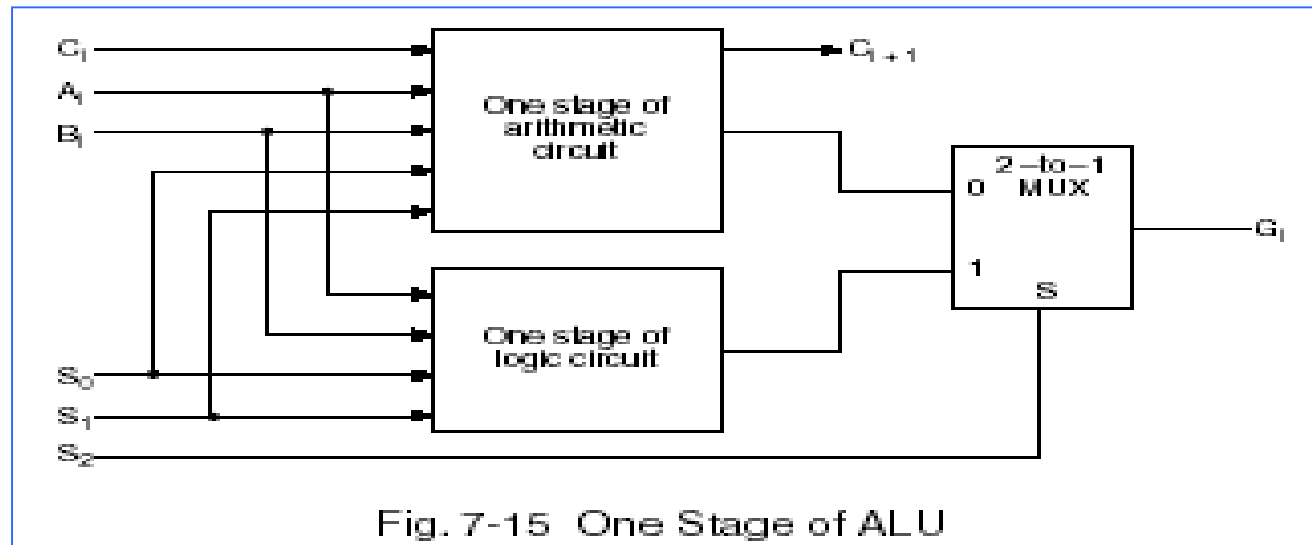 Cᵢ
Aᵢ
Bᵢ
S₀
S₁
S₂
One stage of
arithmetic
circuit
Cᵢ₊₁
One stage of
logic circuit
2-to-1
0 MUX
1
S
Gᵢ
Fig. 7-15 One Stage of ALU